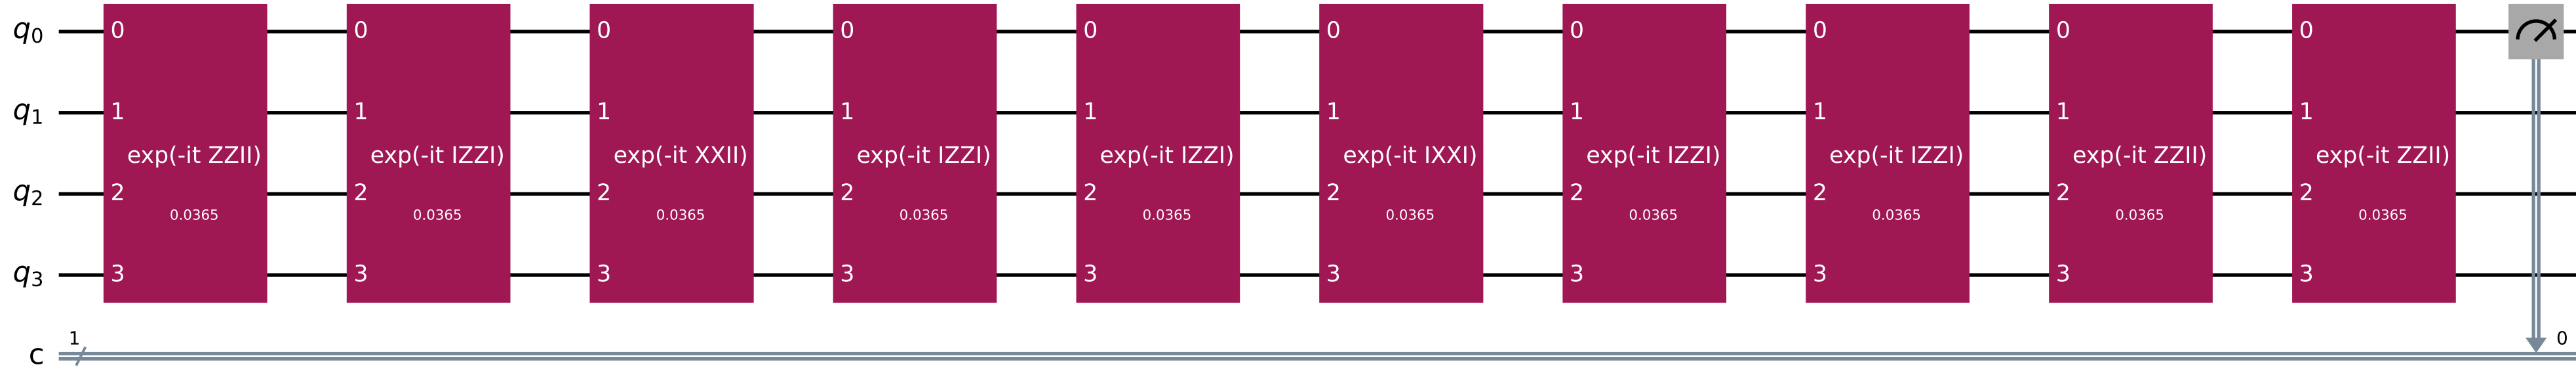 q0 0 0 0 0 0 0 0 0 0 0
q1 1 1 1 1 1 1 1 1 1 1
exp(-it ZZII) exp(-it IZZI) exp(-it XXII) exp(-it IZZI) exp(-it IZZI) exp(-it IXXI) exp(-it IZZI) exp(-it IZZI) exp(-it ZZII) exp(-it ZZII)
q2 2 2 2 2 2 2 2 2 2 2
0.0365 0.0365 0.0365 0.0365 0.0365 0.0365 0.0365 0.0365 0.0365 0.0365
q3 3 3 3 3 3 3 3 3 3 3
1 0
c